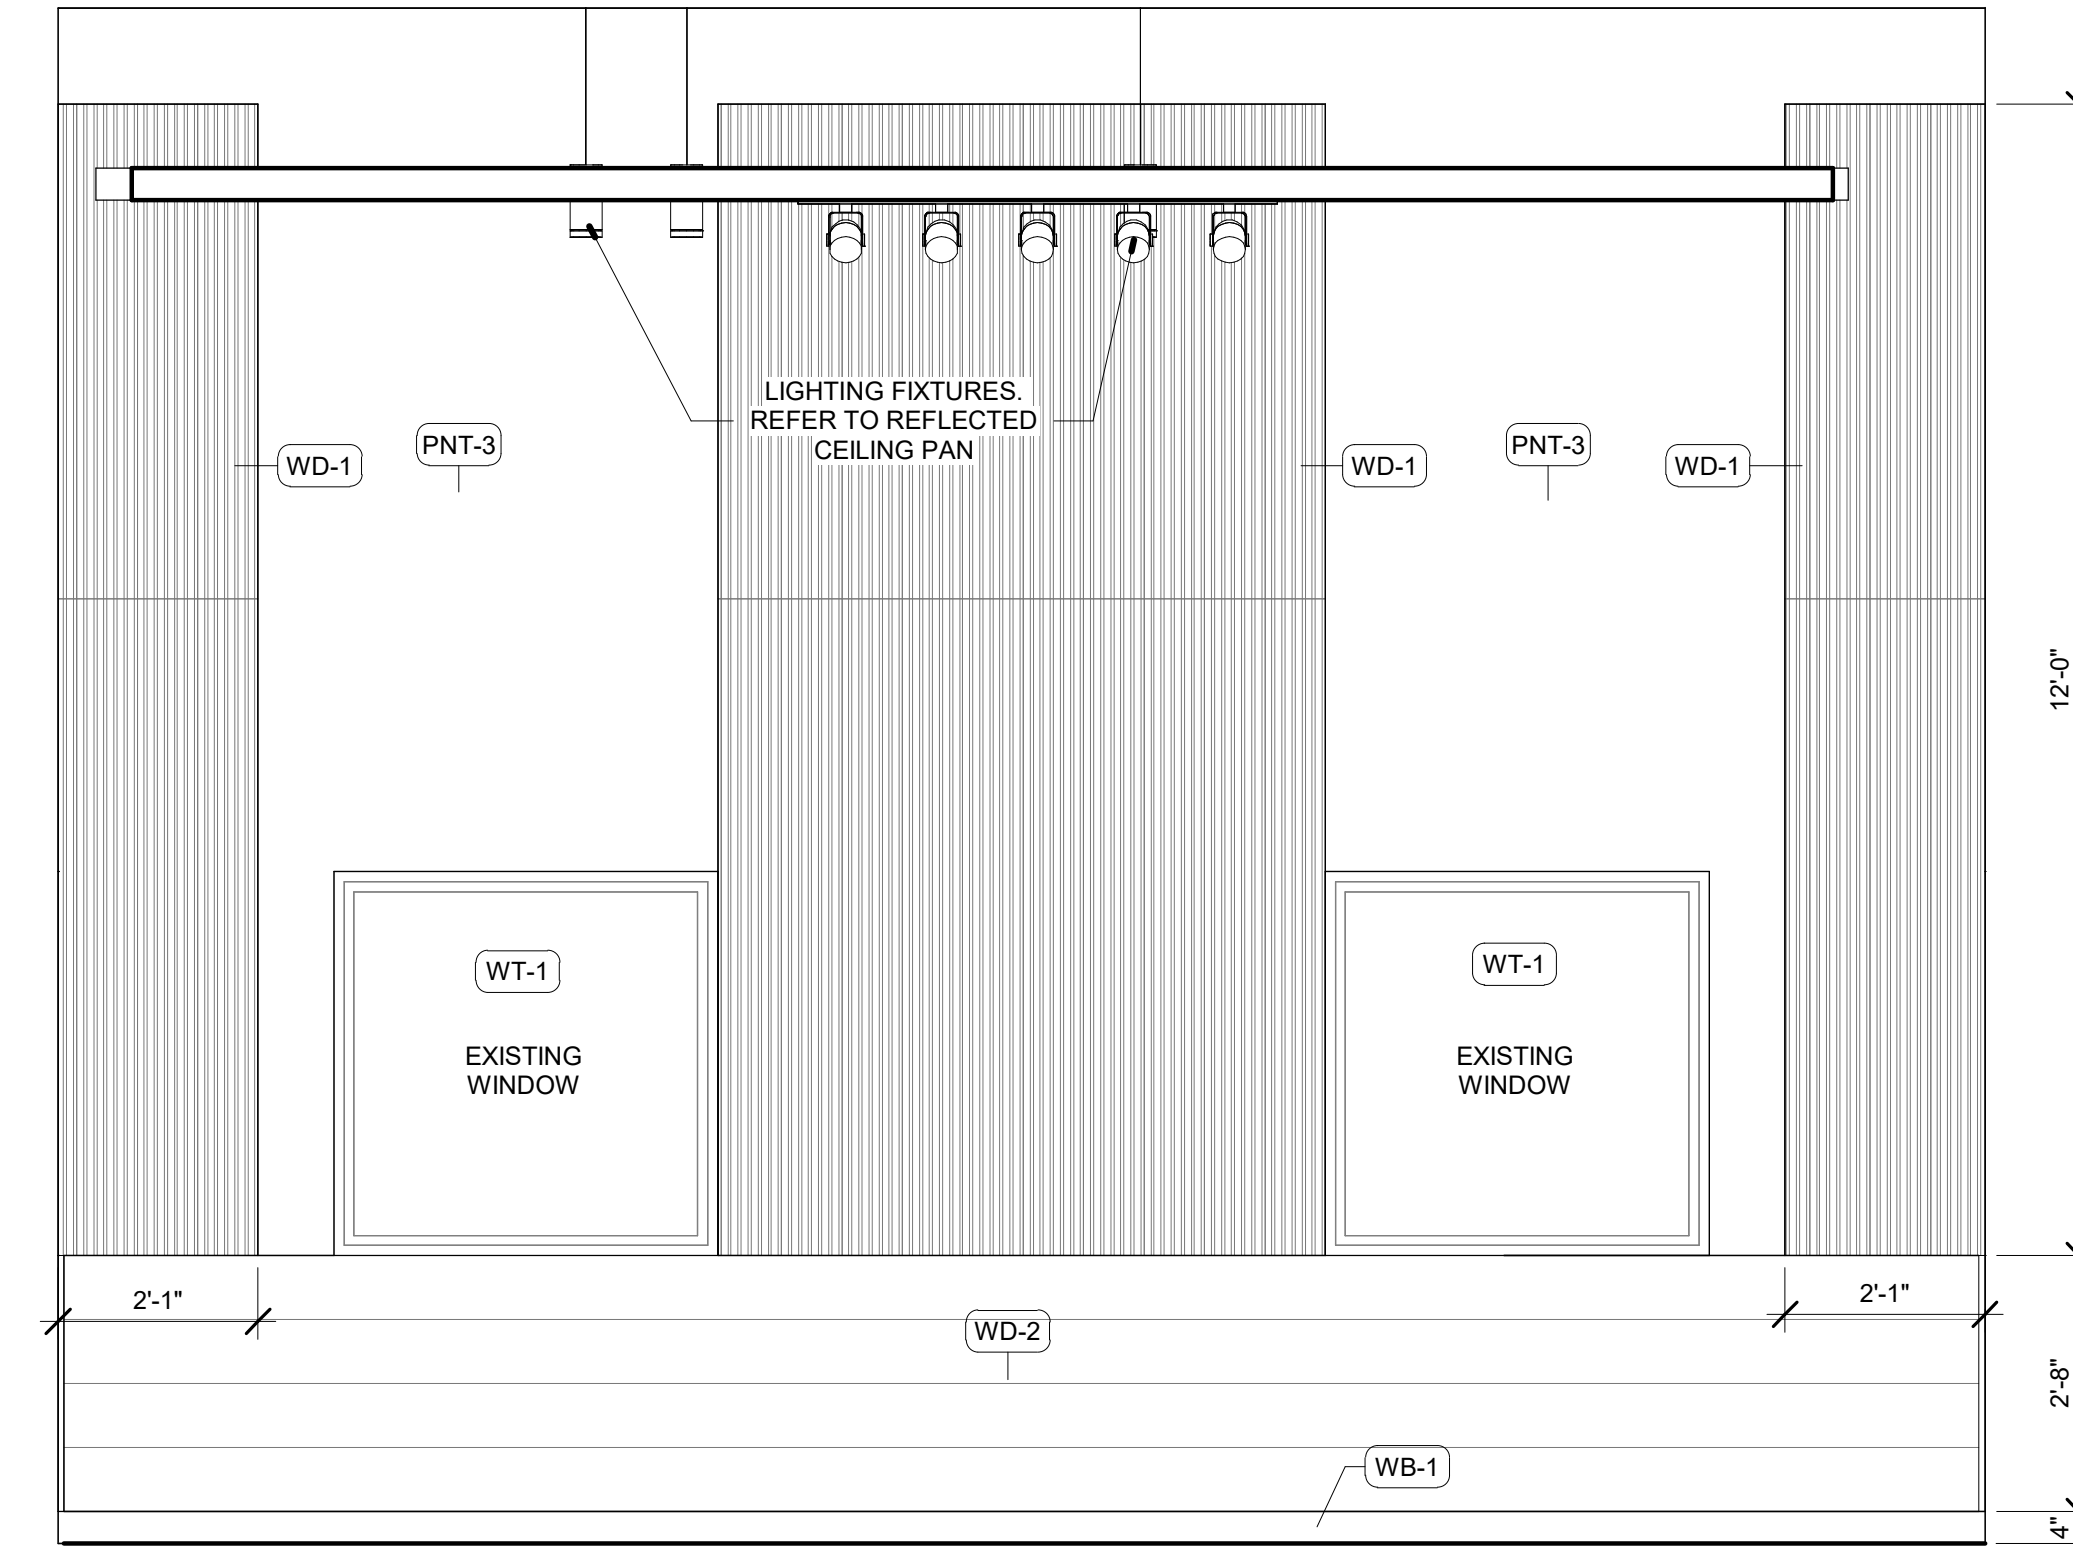 LIGHTING FIXTURES.
REFER TO REFLECTED
CEILING PAN
PNT-3
PNT-3
WD-1
WD-1
WD-1
12'-0"
WT-1
WT-1
EXISTING
WINDOW
EXISTING
WINDOW
2'-1"
2'-1"
WD-2
2'-8"
WB-1
4"